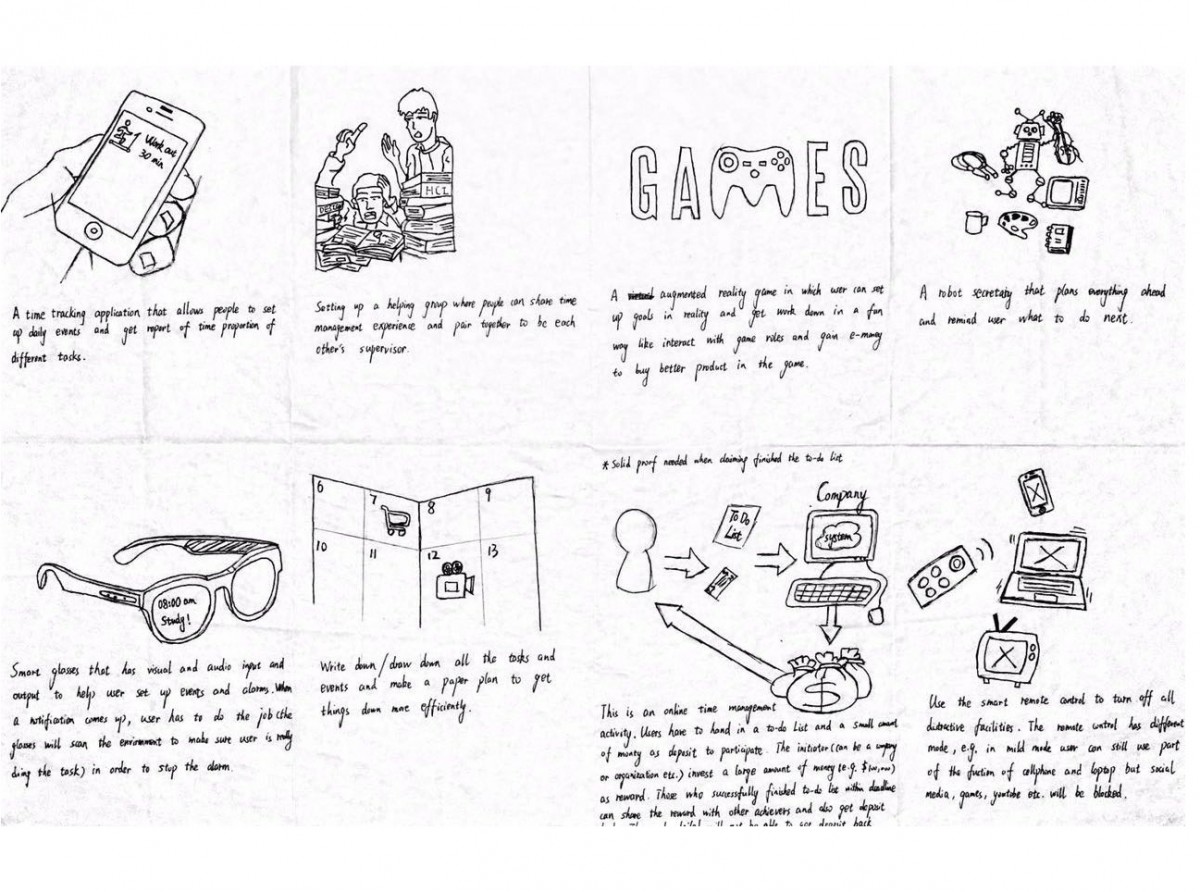 Work out
30 min
A time tracking application that allows people to set
up daily events and get report of time proportion of
different tasks.
HCI
Setting up a helping group where people can share time
management experience and pair together to be each
other's supervisor.
GAMES
A virtual augmented reality game in which user can set
up goals in reality and get work down in a fun
way like interact with game roles and gain e-money
to buy better product in the game.
A robot secretary that plans everything ahead
and remind user what to do next.
08:00 am
Study!
Smart glasses that has visual and audio input and
output to help user set up events and alarms. When
a notification comes up, user has to do the job (the
glasses will scan the environment to make sure user is really
ding the task) in order to stop the alarm.
6
7
8
9
10
11
12
13
Write down / draw down all the tasks and
events and make a paper plan to get
things down more efficiently.
*Solid proof needed when claiming finished the to-do list
Company
To Do
List
system
$
This is an online time management
activity. Users have to hand in a to-do List and a small amount
of money as deposit to participate. The initiator (can be a company
or organization etc.) invest a large amount of money (e.g.
as reward. Those who successfully finished to-do list within deadline
can share the reward with other achievers and also get deposit
not be able to get deposit back
Use the smart remote control to turn off all
distractive facilities. The remote control has different
mode, e.g. in mild mode user can still use part
of the fuction of cellphone and laptop but social
media, games, youtube etc. will be blocked.